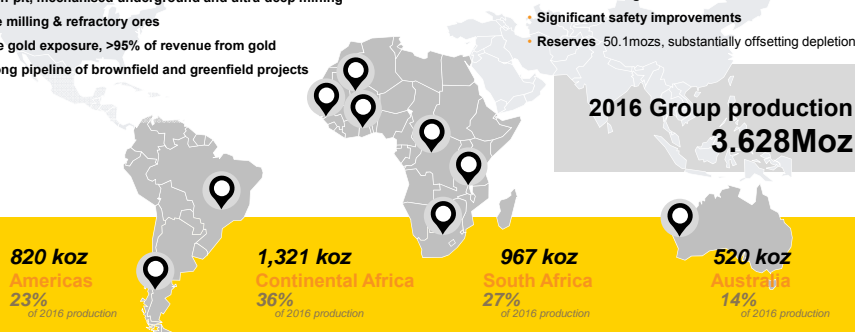 milling & refractory ores
gold exposure, >95% of revenue from gold
pipeline of brownfield and greenfield projects
• Significant safety improvements
• Reserves 50.1mozs, substantially offsetting depletion
2016 Group production
3.628Moz
820 koz
Americas
23%
of 2016 production
1,321 koz
Continental Africa
36%
of 2016 production
967 koz
South Africa
27%
of 2016 production
520 koz
Australia
14%
of 2016 production